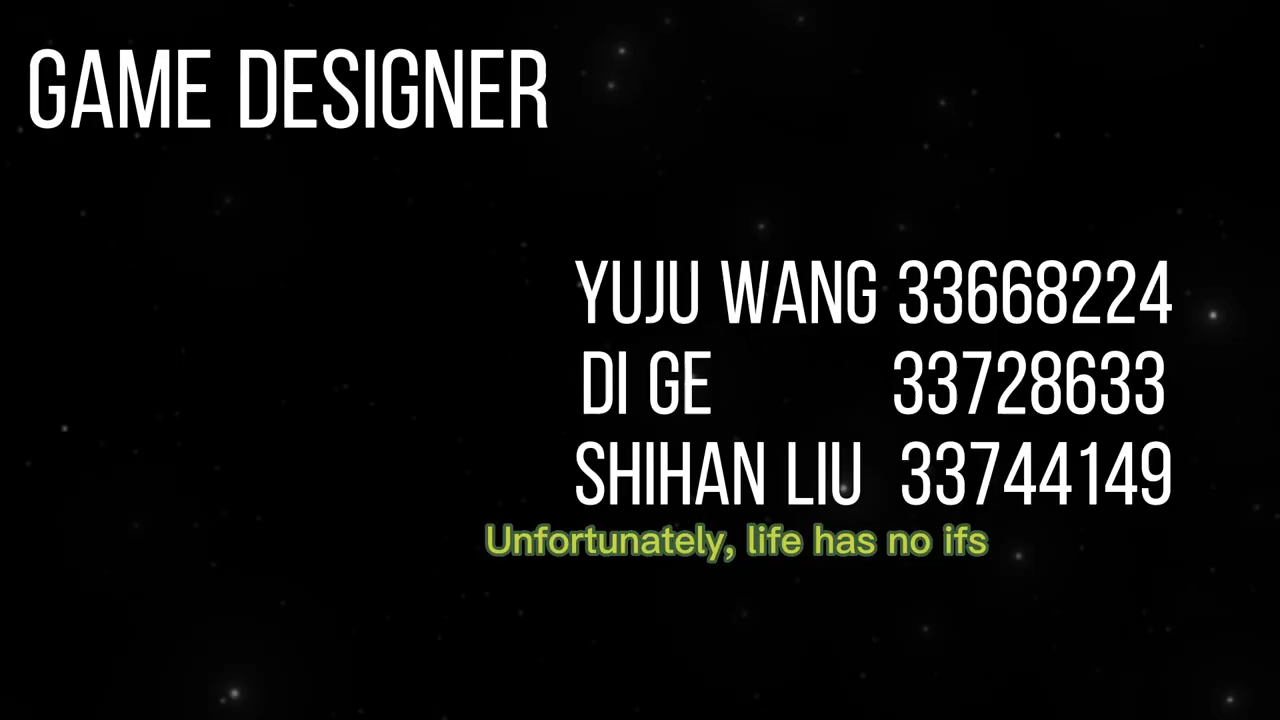 GAME DESIGNER
YUJU WANG 33668224
DI GE 33728633
SHIHAN LIU 33744149
Unfortunately, life has no ifs